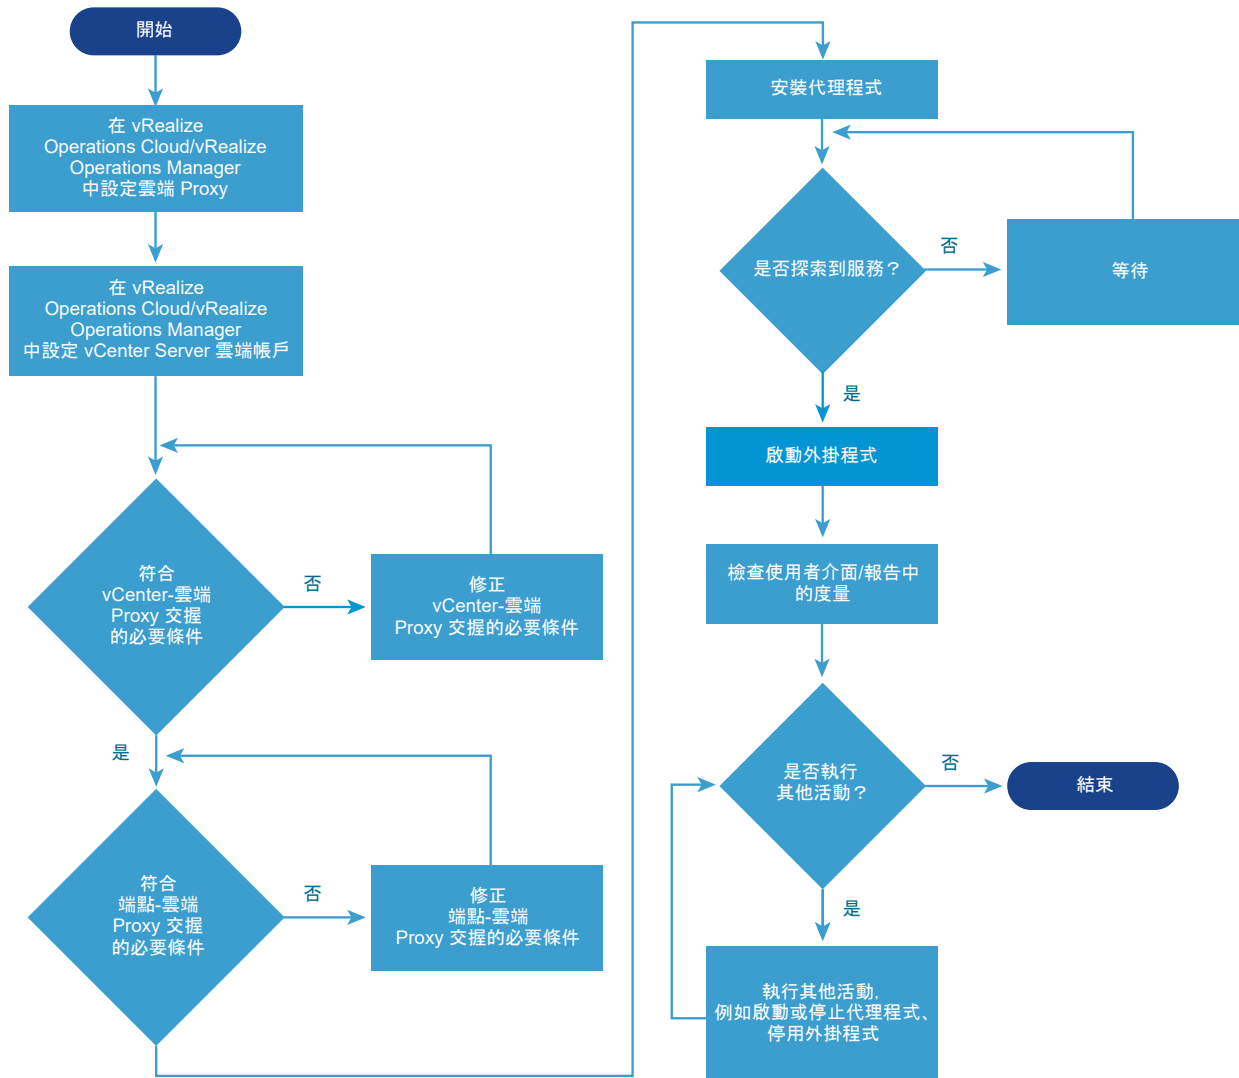 開始
在 vRealize
Operations Cloud/vRealize
Operations Manager
中設定雲端 Proxy
在 vRealize
Operations Cloud/vRealize
Operations Manager
中設定 vCenter Server 雲端帳戶
符合
vCenter-雲端
Proxy 交握
的必要條件
否
修正
vCenter-雲端
Proxy 交握的必要條件
是
符合
端點-雲端
Proxy 交握
的必要條件
否
修正
端點-雲端
Proxy 交握的必要條件
安裝代理程式
是否探索到服務？
否
等待
是
啟動外掛程式
檢查使用者介面/報告中
的度量
是否執行
其他活動？
否
結束
是
執行其他活動,
例如啟動或停止代理程式、
停用外掛程式